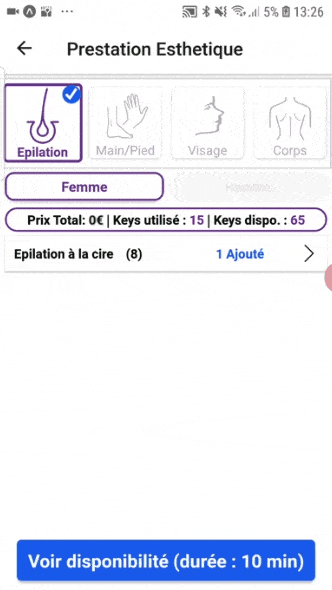 5% 13:26
Prestation Esthetique
Epilation
Main/Pied
Visage
Corps
Femme
Prix Total: 0€ | Keys utilisé : 15 | Keys dispo. : 65
Epilation à la cire (8) 1 Ajouté
Voir disponibilité (durée : 10 min)